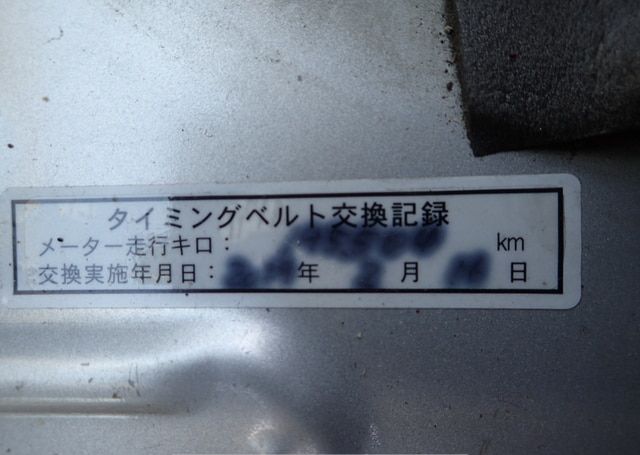 タイミングベルト交換記録
メーター走行キロ： km
交換実施年月日： 年 月 日